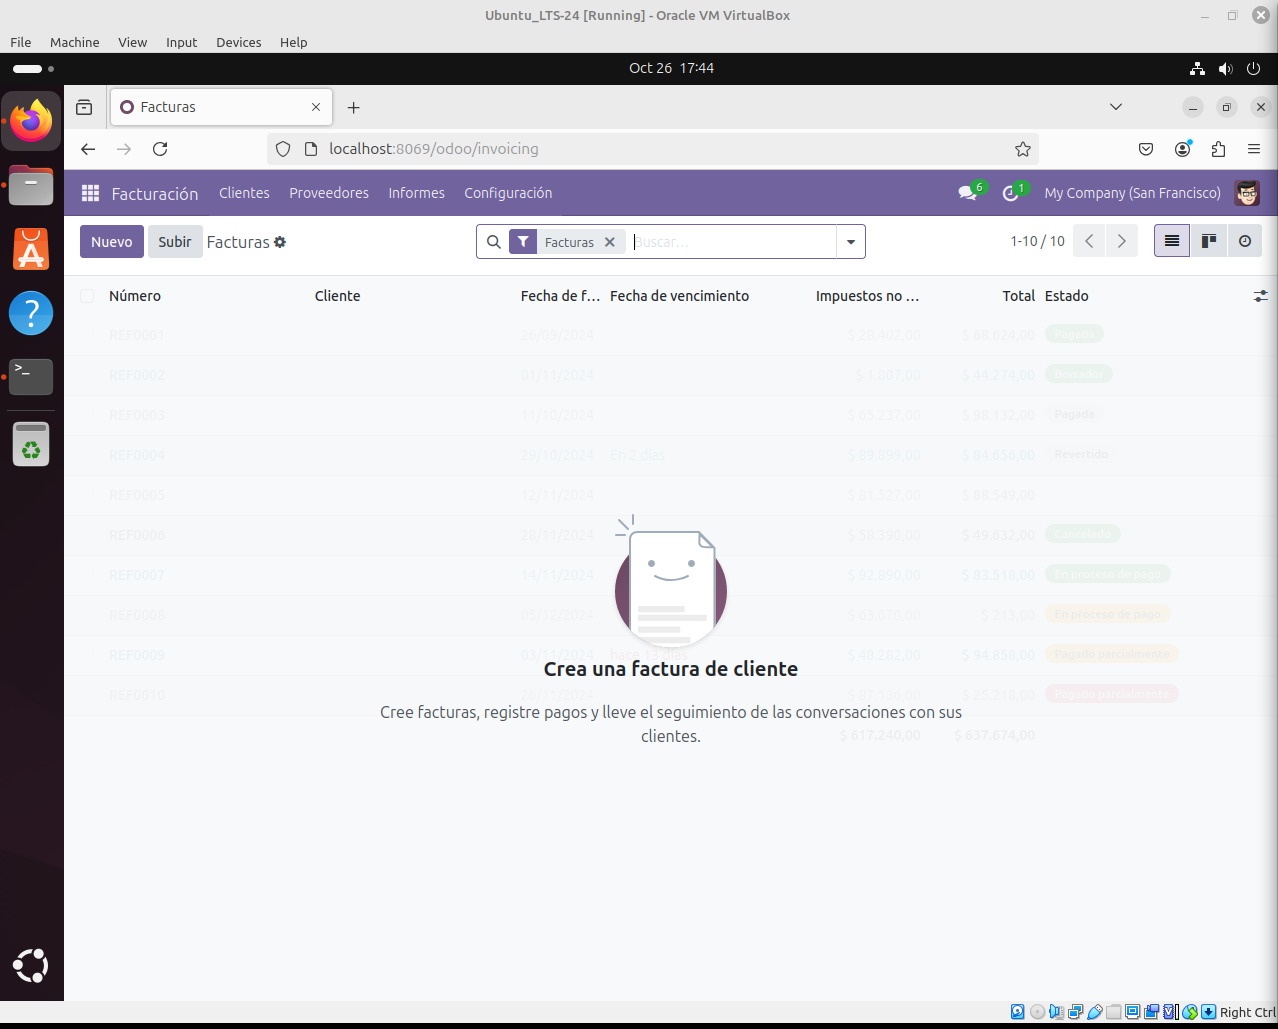 Ubuntu_LTS-24 [Running] - Oracle VM VirtualBox
File Machine View Input Devices Help
Oct 26 17:44
Facturas
localhost:8069/odoo/invoicing
Facturación Clientes Proveedores Informes Configuración 6 1 My Company (San Francisco)
Nuevo Subir Facturas Facturas Buscar... 1-10 / 10
Número Cliente Fecha de f... Fecha de vencimiento Impuestos no ... Total Estado
REF0001 26/09/2024 $ 28.402,00 $ 68.624,00 Pagado
REF0002 01/11/2024 $ 1.807,00 $ 44.274,00 Borrador
REF0003 11/10/2024 $ 65.237,00 $ 98.132,00 Pagado
REF0004 29/10/2024 En 2 días $ 89.899,00 $ 84.656,00 Revertido
REF0005 12/11/2024 $ 81.527,00 $ 88.549,00
REF0006 28/11/2024 $ 58.390,00 $ 49.632,00 Cancelado
REF0007 14/11/2024 $ 92.890,00 $ 83.518,00 En proceso de pago
REF0008 05/12/2024 $ 63.670,00 $ 213,00 En proceso de pago
REF0009 03/11/2024 hace 13 días $ 48.282,00 $ 94.858,00 Pagado parcialmente
Crea una factura de cliente
REF0010 26/11/2024 $ 87.136,00 $ 25.218,00 Pagado parcialmente
Cree facturas, registre pagos y lleve el seguimiento de las conversaciones con sus
clientes.
$ 617.240,00 $ 637.674,00
Right Ctrl